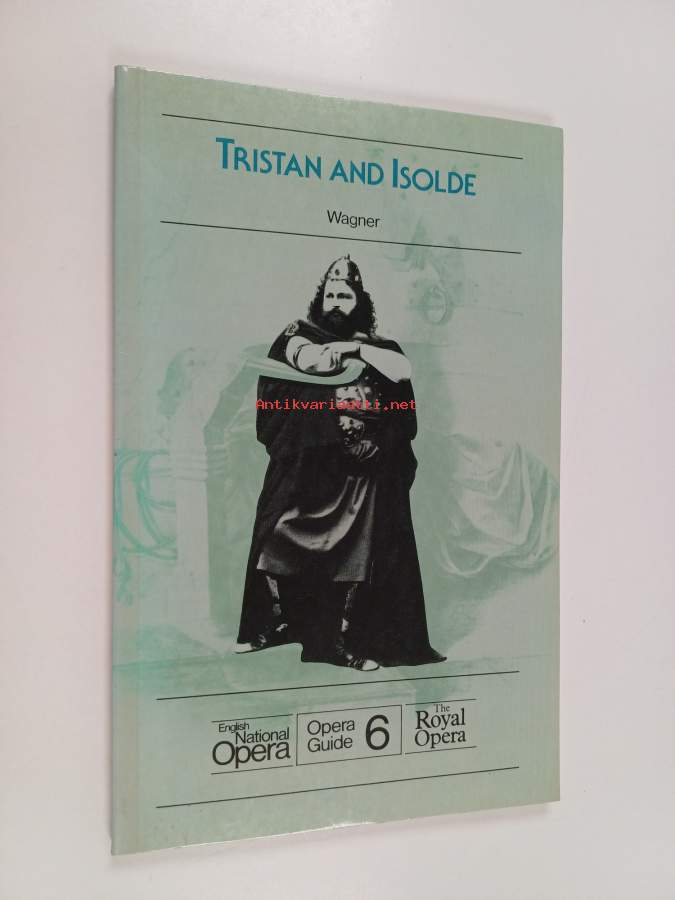 TRISTAN AND ISOLDE
Wagner
Antikvariaatti.net
English
National
Opera
Opera
Guide
6
The
Royal
Opera